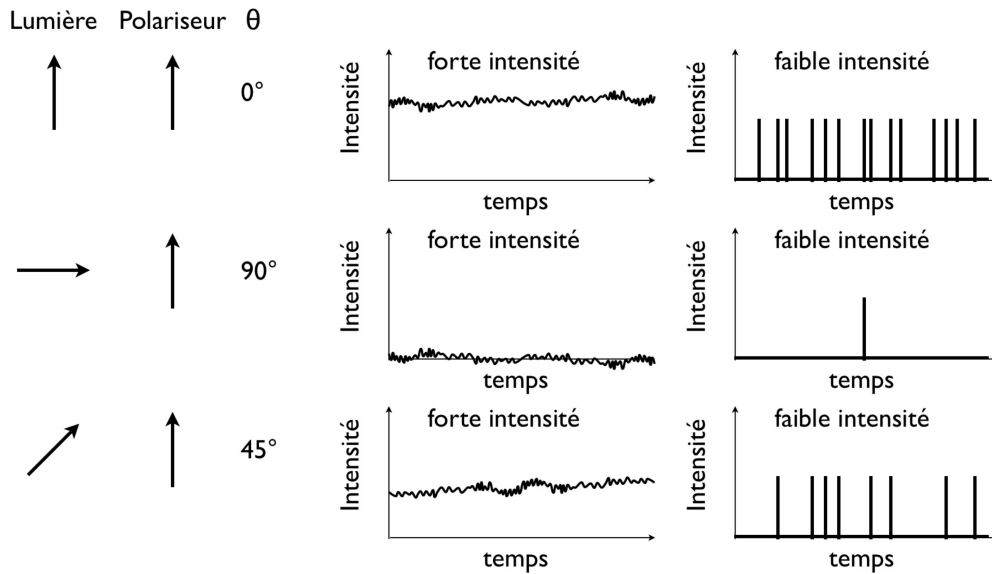 Lumière Polariseur θ
0°
Intensité
forte intensité
temps
Intensité
faible intensité
temps
90°
Intensité
forte intensité
temps
Intensité
faible intensité
temps
45°
Intensité
forte intensité
temps
Intensité
faible intensité
temps